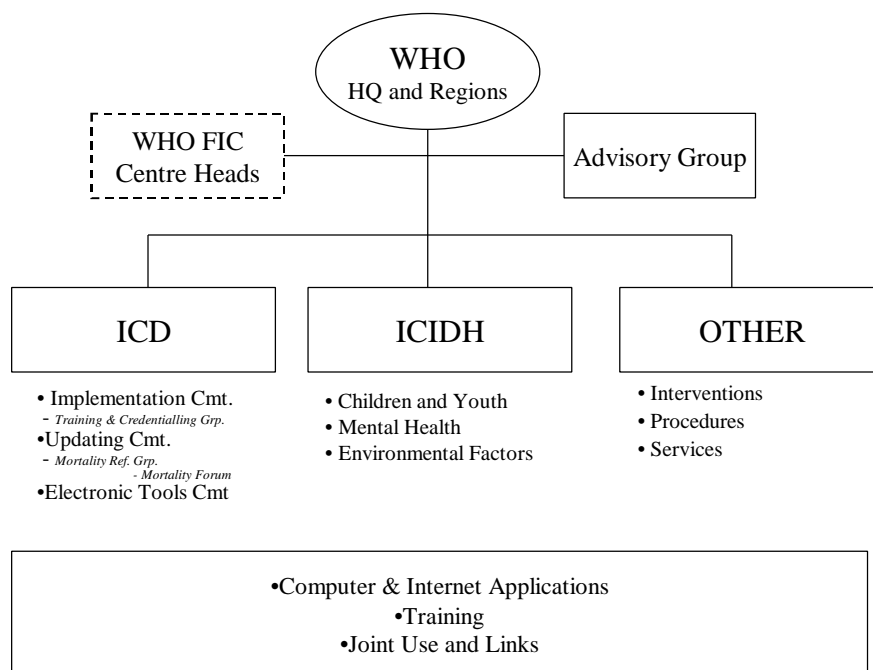 WHO
HQ and Regions
WHO FIC
Centre Heads
Advisory Group
ICD
ICIDH
OTHER
• Implementation Cmt.
- Training & Credentialling Grp.
•Updating Cmt.
- Mortality Ref. Grp.
- Mortality Forum
•Electronic Tools Cmt
• Children and Youth
• Mental Health
• Environmental Factors
• Interventions
• Procedures
• Services
•Computer & Internet Applications
•Training
•Joint Use and Links